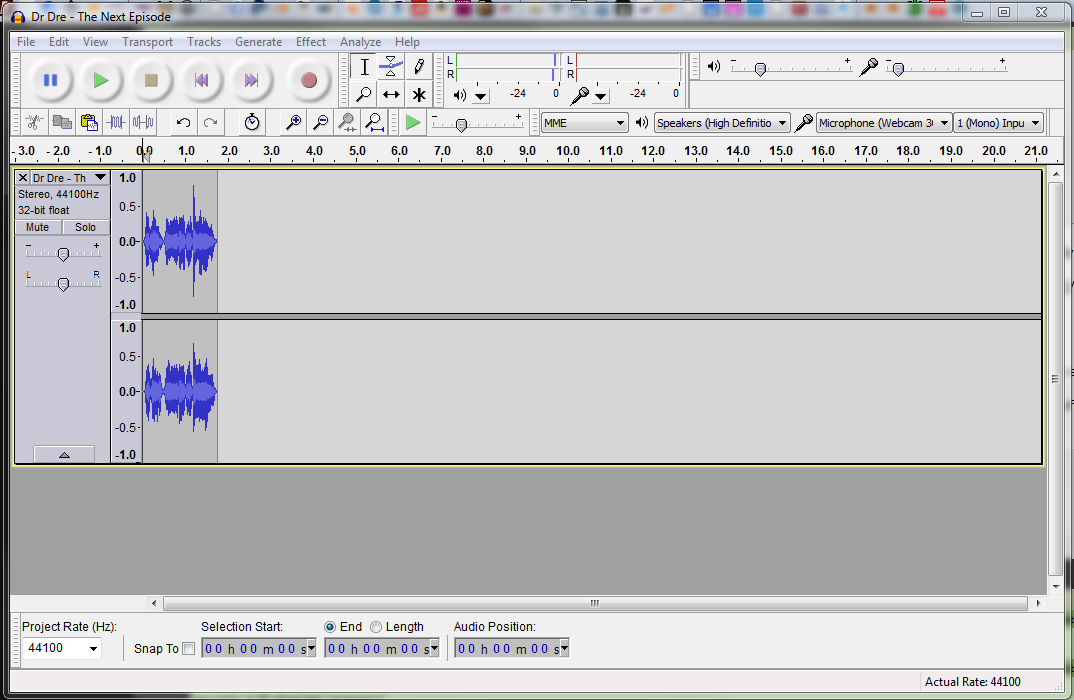 Dr Dre - The Next Episode
File Edit View Transport Tracks Generate Effect Analyze Help
L L
R R
-24 0 -24 0
- + - +
- +
MME Speakers (High Definitio Microphone (Webcam 3 1 (Mono) Inpu
- 3.0 - 2.0 - 1.0 0.0 1.0 2.0 3.0 4.0 5.0 6.0 7.0 8.0 9.0 10.0 11.0 12.0 13.0 14.0 15.0 16.0 17.0 18.0 19.0 20.0 21.0
Dr Dre - Th
Stereo, 44100Hz
32-bit float
Mute Solo
- +
L R
1.0
0.5
0.0
-0.5
-1.0
1.0
0.5
0.0
-0.5
-1.0
Project Rate (Hz): Selection Start: End Length Audio Position:
44100 Snap To 00 h 00 m 00 s 00 h 00 m 00 s 00 h 00 m 00 s
Actual Rate: 44100